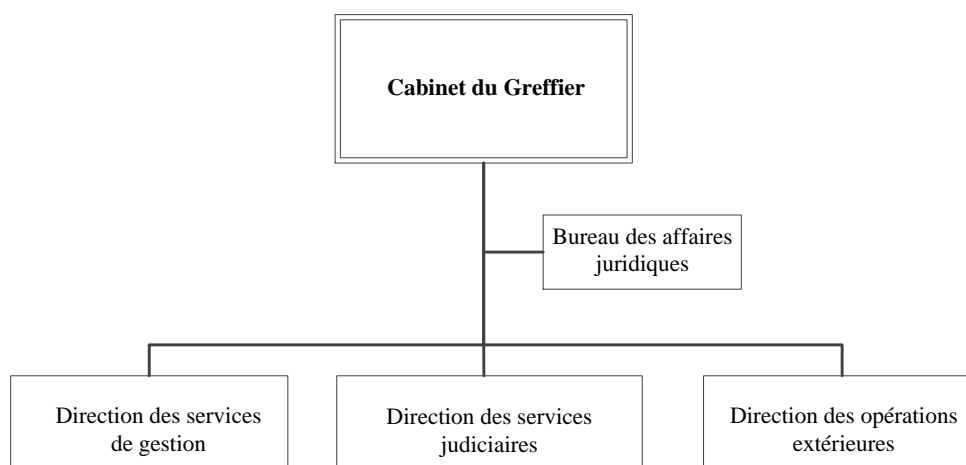 Cabinet du Greffier
Bureau des affaires
juridiques
Direction des services
de gestion
Direction des services
judiciaires
Direction des opérations
extérieures